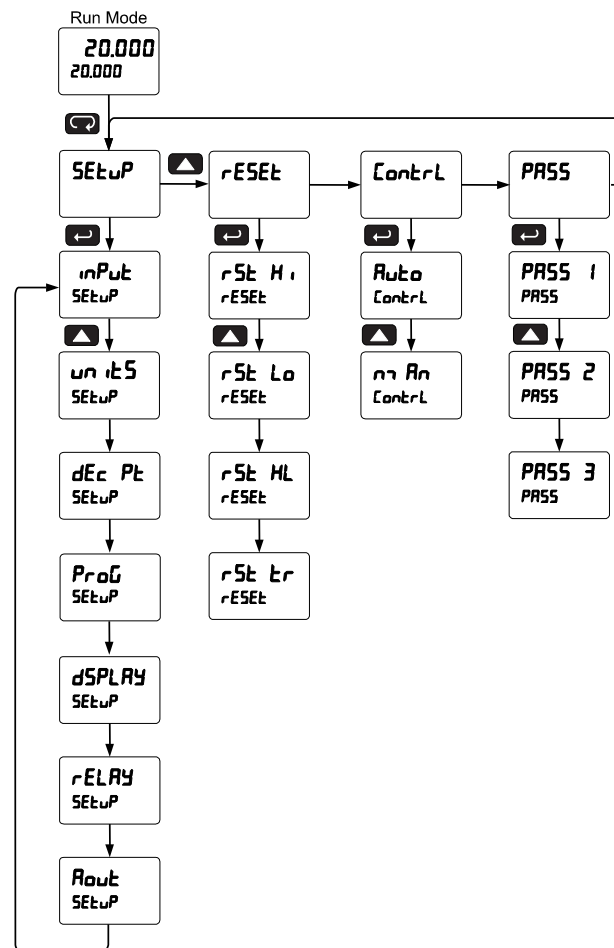 Run Mode
20.000
20.000
SEtuP
rESEt
ContrL
PASS
inPut
SEtuP
rSt Hi
rESEt
Auto
ContrL
PASS 1
PASS
unitS
SEtuP
rSt Lo
rESEt
mAn
ContrL
PASS 2
PASS
dEc Pt
SEtuP
rSt HL
rESEt
PASS 3
PASS
ProG
SEtuP
rSt tr
rESEt
dSPLAY
SEtuP
rELAY
SEtuP
Aout
SEtuP